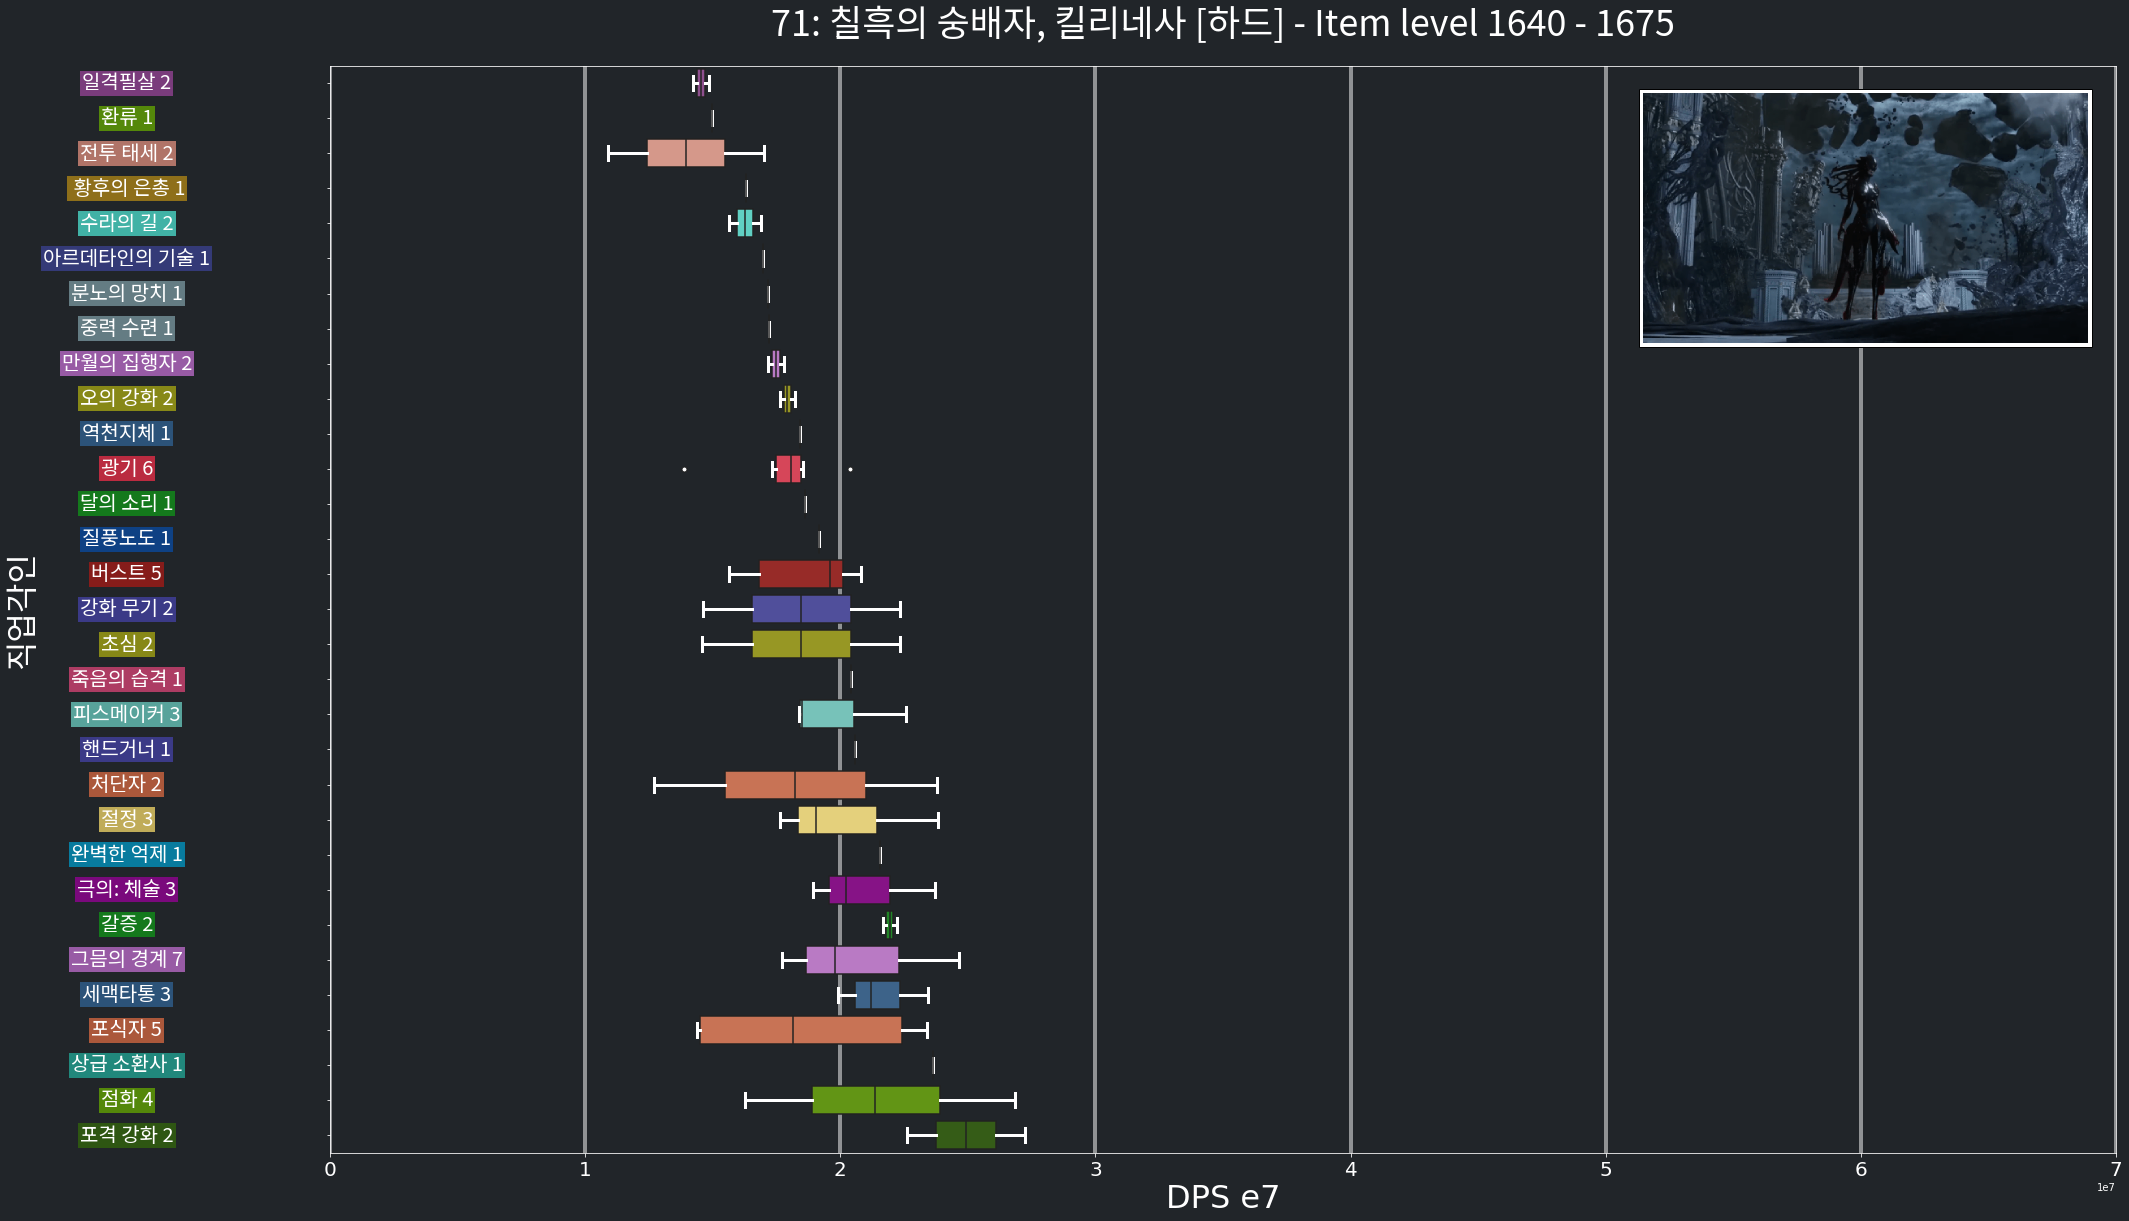 71: 칠흑의 숭배자, 킬리네사 [하드] - Item level 1640 - 1675
직업각인
일격필살 2
환류 1
전투 태세 2
황후의 은총 1
수라의 길 2
아르데타인의 기술 1
분노의 망치 1
중력 수련 1
만월의 집행자 2
오의 강화 2
역천지체 1
광기 6
달의 소리 1
질풍노도 1
버스트 5
강화 무기 2
초심 2
죽음의 습격 1
피스메이커 3
핸드거너 1
처단자 2
절정 3
완벽한 억제 1
극의: 체술 3
갈증 2
그믐의 경계 7
세맥타통 3
포식자 5
상급 소환사 1
점화 4
포격 강화 2
0 1 2 3 4 5 6 7
1e7
DPS e7